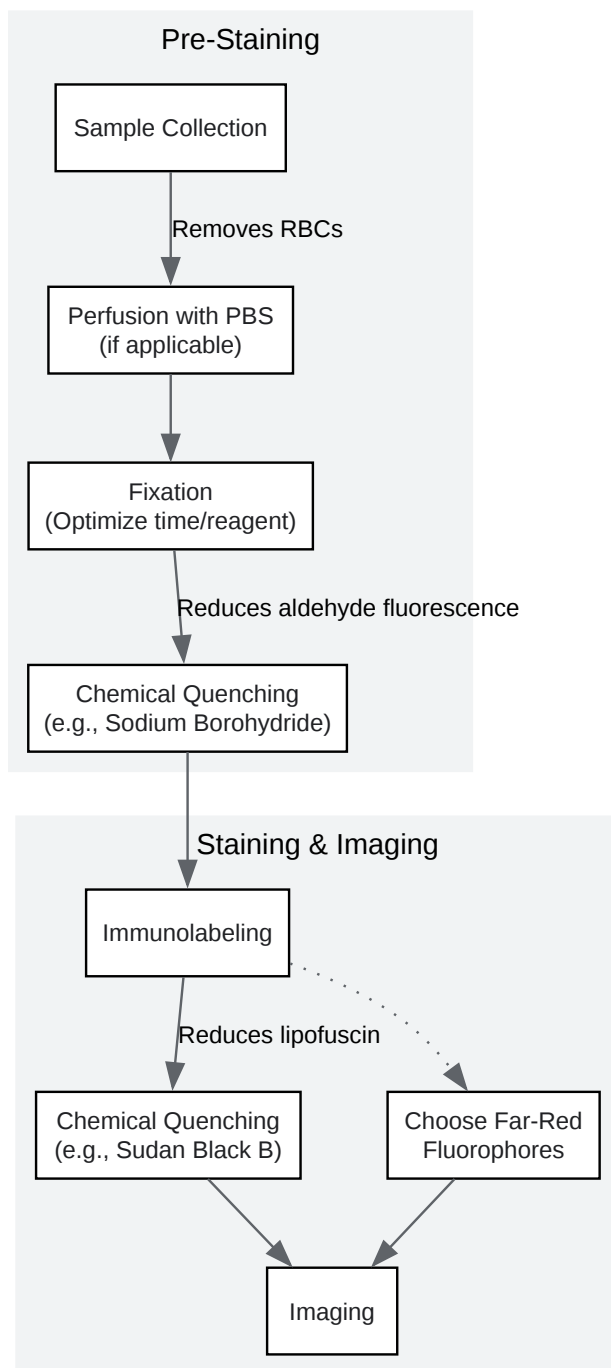 Pre-Staining
Sample Collection
Removes RBCs
Perfusion with PBS
(if applicable)
Fixation
(Optimize time/reagent)
Reduces aldehyde fluorescence
Chemical Quenching
(e.g., Sodium Borohydride)
Staining & Imaging
Immunolabeling
Reduces lipofuscin
Chemical Quenching
(e.g., Sudan Black B)
Choose Far-Red
Fluorophores
Imaging